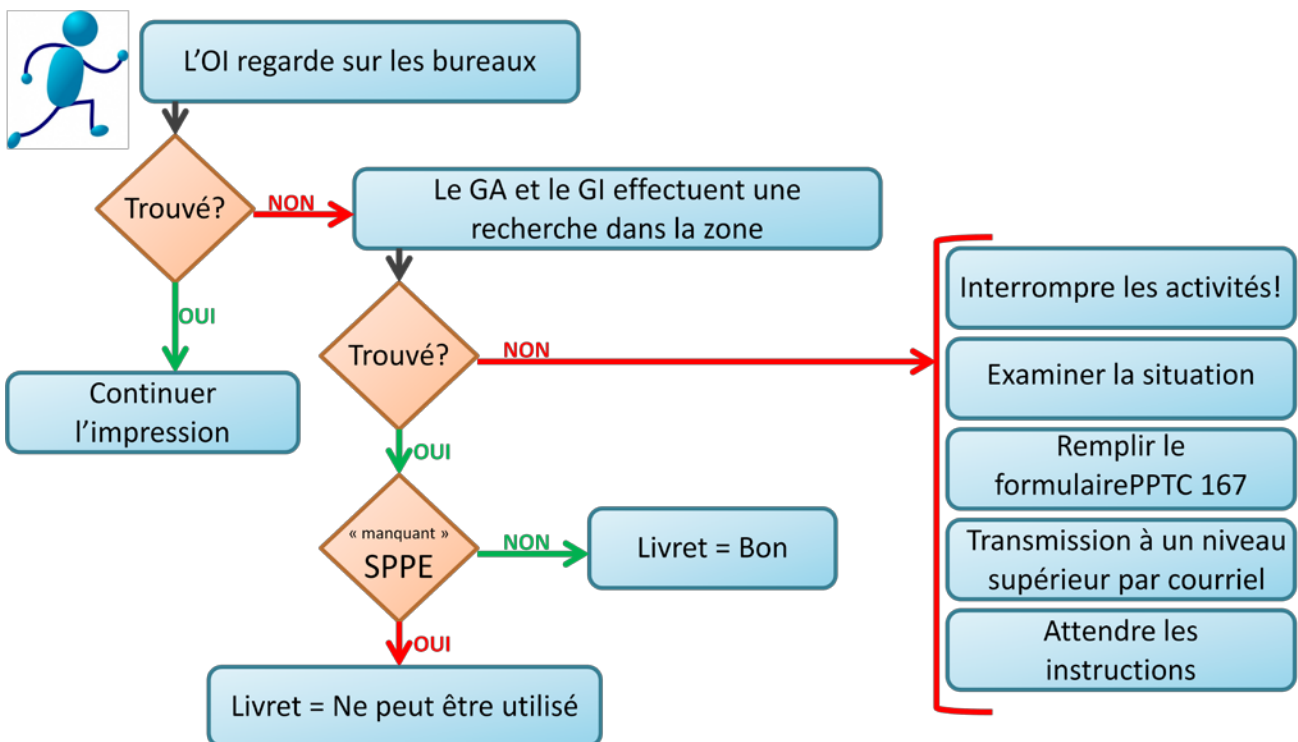 L'OI regarde sur les bureaux
Trouvé?
NON
Le GA et le GI effectuent une
recherche dans la zone
OUI
Continuer
l'impression
Trouvé?
NON
OUI
« manquant »
SPPE
NON
Livret = Bon
OUI
Livret = Ne peut être utilisé
Interrompre les activités!
Examiner la situation
Remplir le
formulairePPTC 167
Transmission à un niveau
supérieur par courriel
Attendre les
instructions